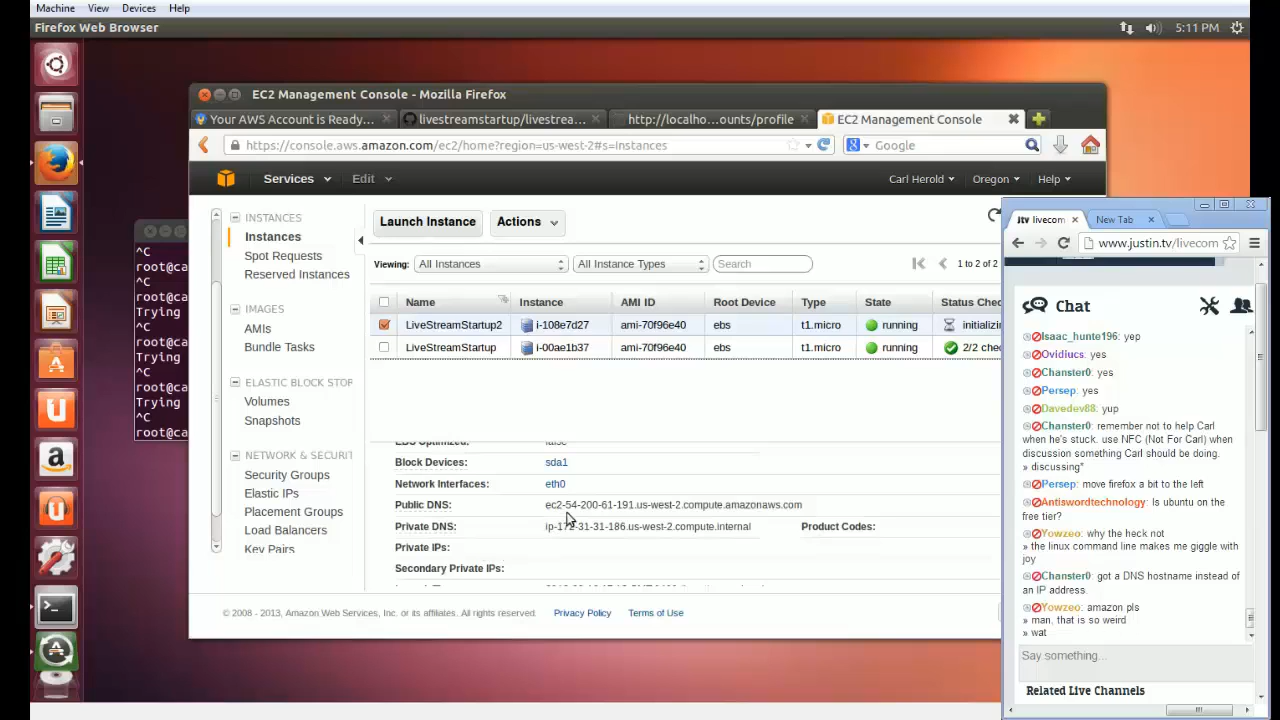 Machine View Devices Help
Firefox Web Browser 5:11 PM
EC2 Management Console - Mozilla Firefox
Your AWS Account is Ready... livestreamstartup/livestrea... http://localho...ounts/profile EC2 Management Console
https://console.aws.amazon.com/ec2/home?region=us-west-2#s=Instances Google
Services Edit Carl Herold Oregon Help
INSTANCES
Instances
Spot Requests
Reserved Instances
IMAGES
AMIs
Bundle Tasks
ELASTIC BLOCK STOR
Volumes
Snapshots
NETWORK & SECURIT
Security Groups
Elastic IPs
Placement Groups
Load Balancers
Key Pairs
Launch Instance Actions
Viewing: All Instances All Instance Types Search 1 to 2 of 2
Name Instance AMI ID Root Device Type State Status Chec
LiveStreamStartup2 i-108e7d27 ami-70f96e40 ebs t1.micro running initializin
LiveStreamStartup i-00ae1b37 ami-70f96e40 ebs t1.micro running 2/2 chec
EBS Optimized: false
Block Devices: sda1
Network Interfaces: eth0
Public DNS: ec2-54-200-61-191.us-west-2.compute.amazonaws.com
Private DNS: ip-172-31-31-186.us-west-2.compute.internal Product Codes:
Private IPs:
Secondary Private IPs:
© 2008 - 2013, Amazon Web Services, Inc. or its affiliates. All rights reserved. Privacy Policy Terms of Use
^C
root@ca
^C
root@ca
Trying
^C
root@ca
Trying
^C
root@ca
Trying
^C
root@ca
jtv livecom New Tab
www.justin.tv/livecom
Chat
Isaac_hunte196: yep
Ovidiucs: yes
Chanster0: yes
Persep: yes
Davedev88: yup
Chanster0: remember not to help Carl
when he's stuck. use NFC (Not For Carl) when
discussion something Carl should be doing.
» discussing*
Persep: move firefox a bit to the left
Antiswordtechnology: Is ubuntu on the
free tier?
Yowzeo: why the heck not
» the linux command line makes me giggle with
joy
Chanster0: got a DNS hostname instead of
an IP address.
Yowzeo: amazon pls
» man, that is so weird
» wat
Say something...
Related Live Channels